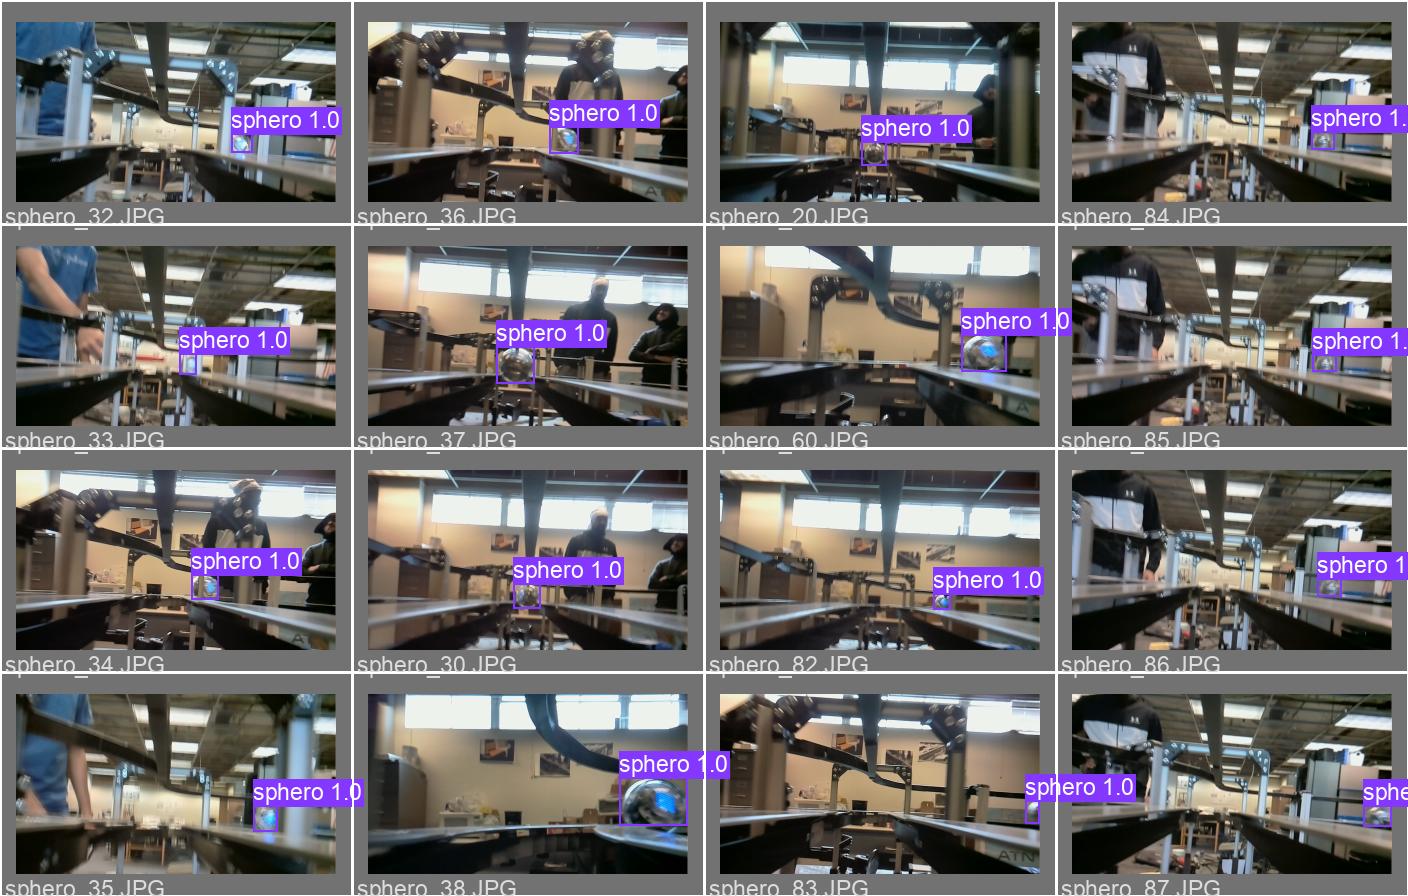 sphero 1.0
sphero 1.0
sphero 1.0
sphero 1.
sphero_32.JPG
sphero_36.JPG
sphero_20.JPG
sphero_84.JPG
sphero 1.0
sphero 1.0
sphero 1.0
sphero 1.
sphero_33.JPG
sphero_37.JPG
sphero_60.JPG
sphero_85.JPG
sphero 1.0
sphero 1.0
sphero 1.0
sphero 1
sphero_34.JPG
sphero_30.JPG
sphero_82.JPG
sphero_86.JPG
sphero 1.0
sphero 1.0
sphero 1.0
sphe
ATN
sphero_35.JPG
sphero_38.JPG
sphero_83.JPG
sphero_87.JPG